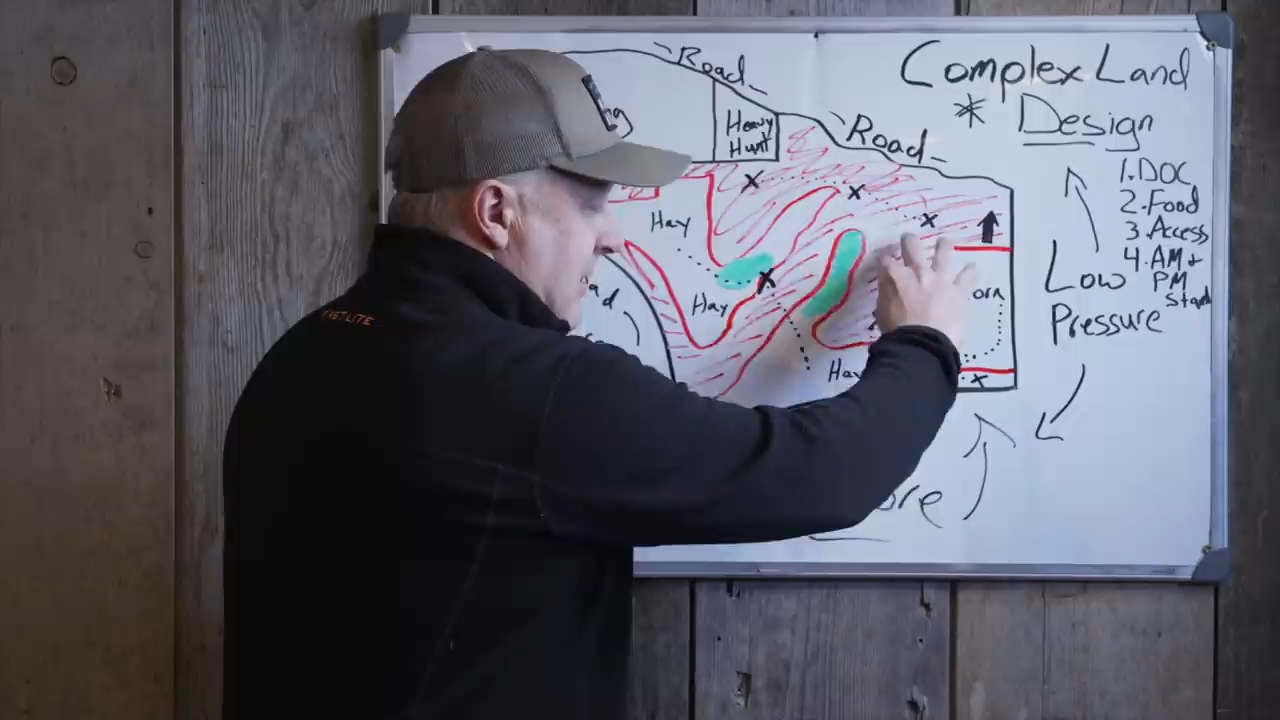 Road
Complex Land
* Design
Heavy
Hunt
Road
1. DOC
2. Food
3. Access
4. AM +
PM
Low
Pressure
Hay
Hay
Hay